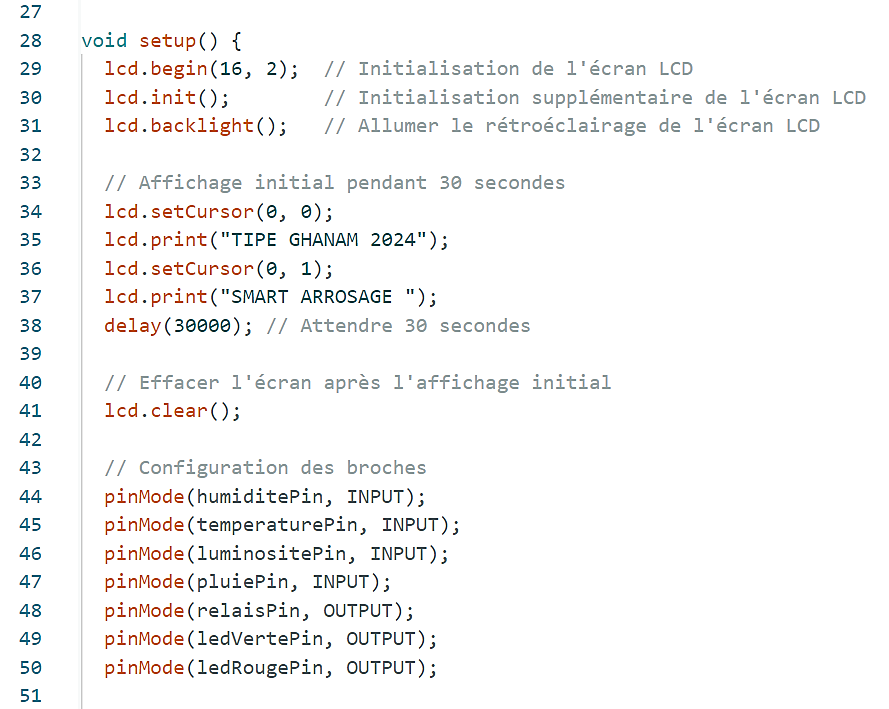 27
28 void setup() {
29 lcd.begin(16, 2);  // Initialisation de l'écran LCD
30 lcd.init();        // Initialisation supplémentaire de l'écran LCD
31 lcd.backlight();   // Allumer le rétroéclairage de l'écran LCD
32
33 // Affichage initial pendant 30 secondes
34 lcd.setCursor(0, 0);
35 lcd.print("TIPE GHANAM 2024");
36 lcd.setCursor(0, 1);
37 lcd.print("SMART ARROSAGE ");
38 delay(30000); // Attendre 30 secondes
39
40 // Effacer l'écran après l'affichage initial
41 lcd.clear();
42
43 // Configuration des broches
44 pinMode(humiditePin, INPUT);
45 pinMode(temperaturePin, INPUT);
46 pinMode(luminositePin, INPUT);
47 pinMode(pluiePin, INPUT);
48 pinMode(relaisPin, OUTPUT);
49 pinMode(ledVertePin, OUTPUT);
50 pinMode(ledRougePin, OUTPUT);
51